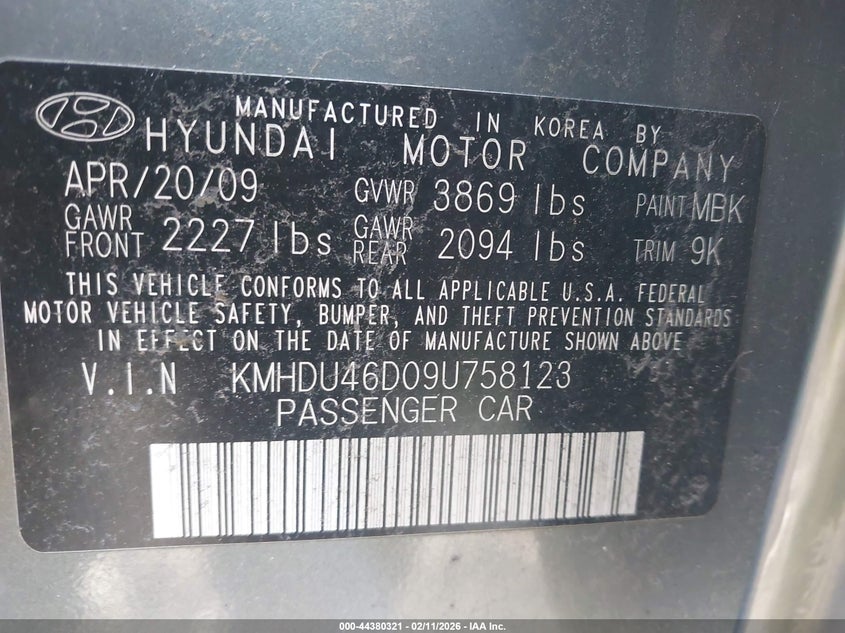 MANUFACTURED IN KOREA BY
HYUNDAI MOTOR COMPANY
APR/20/09 GVWR 3869 lbs PAINT MBK
GAWR FRONT 2227 lbs GAWR REAR 2094 lbs TRIM 9K
THIS VEHICLE CONFORMS TO ALL APPLICABLE U.S.A. FEDERAL
MOTOR VEHICLE SAFETY, BUMPER, AND THEFT PREVENTION STANDARDS
IN EFFECT ON THE DATE OF MANUFACTURE SHOWN ABOVE.
V.I.N KMHDU46D09U758123
PASSENGER CAR
000-44380321 - 02/11/2026 - IAA Inc.